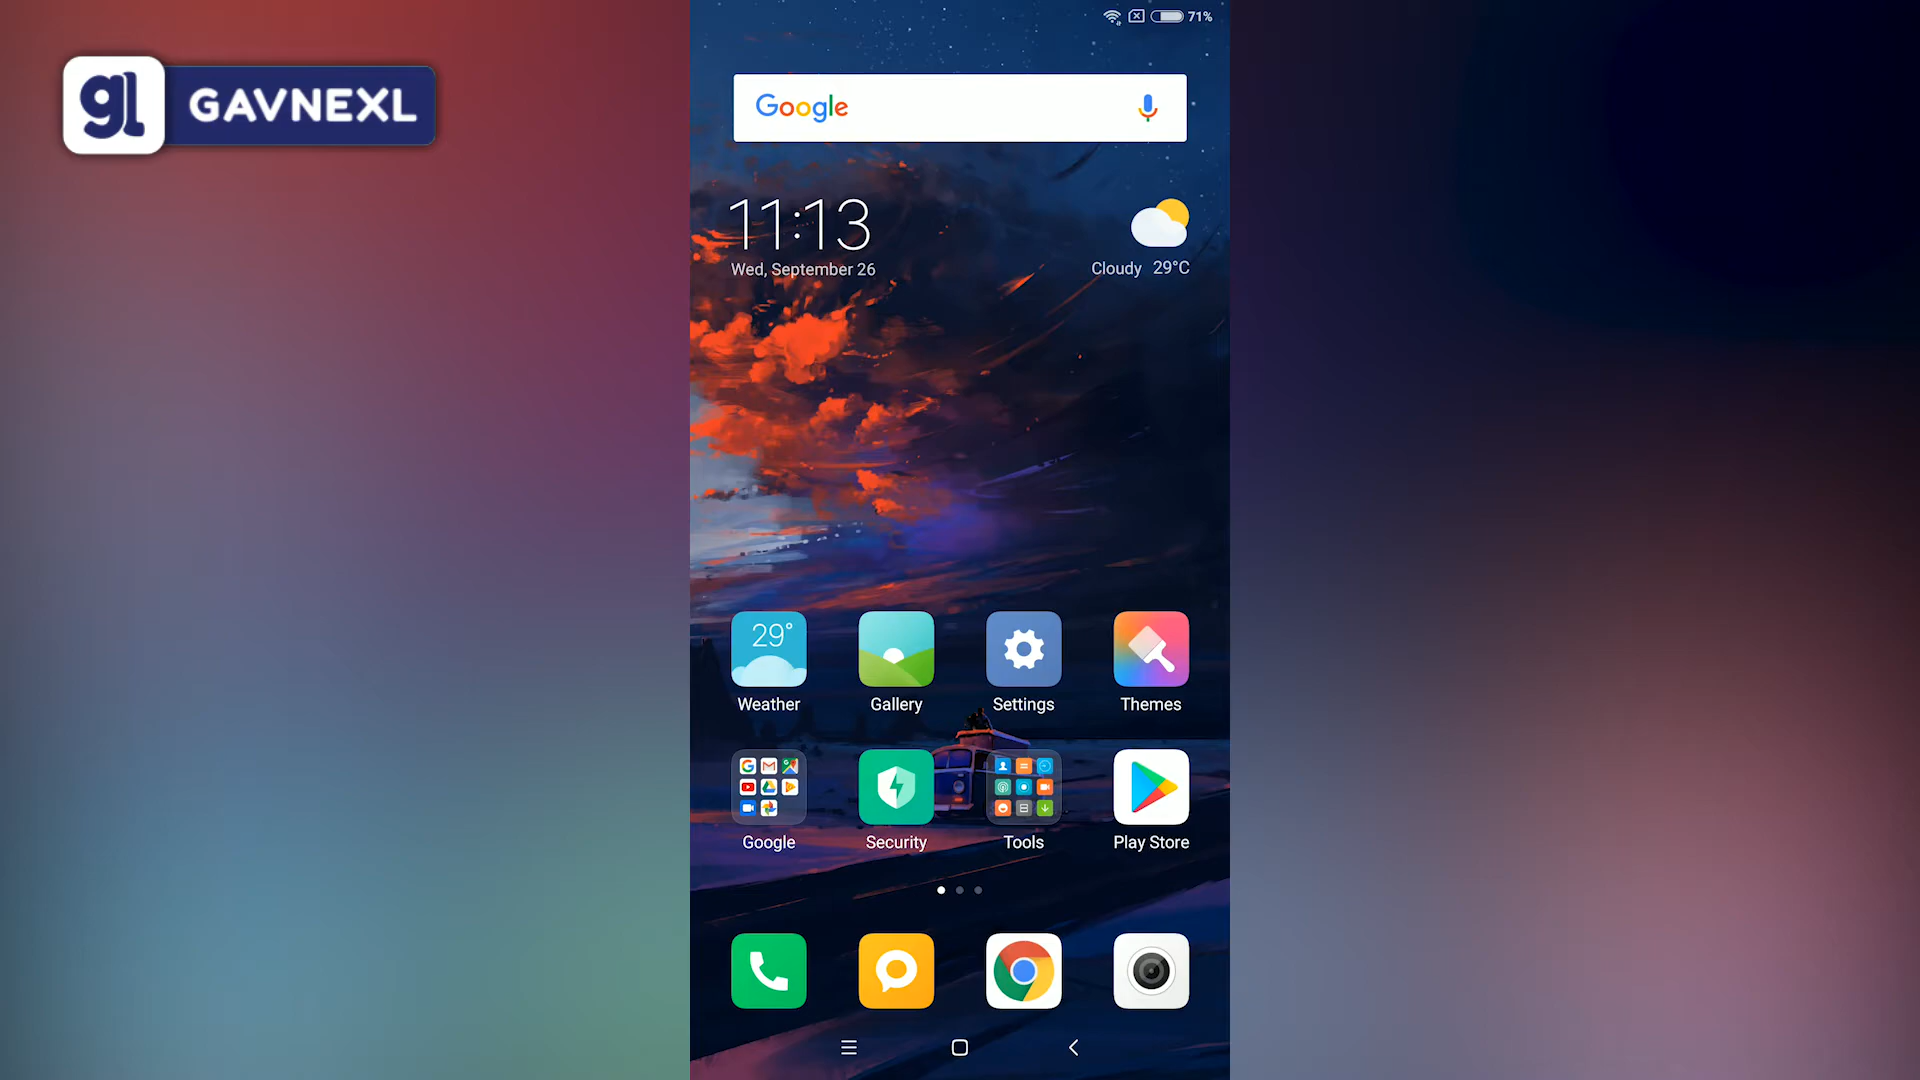 71%
gl GAVNEXL
Google
11:13
Wed, September 26
Cloudy 29°C
29°
Weather Gallery Settings Themes
Google Security Tools Play Store